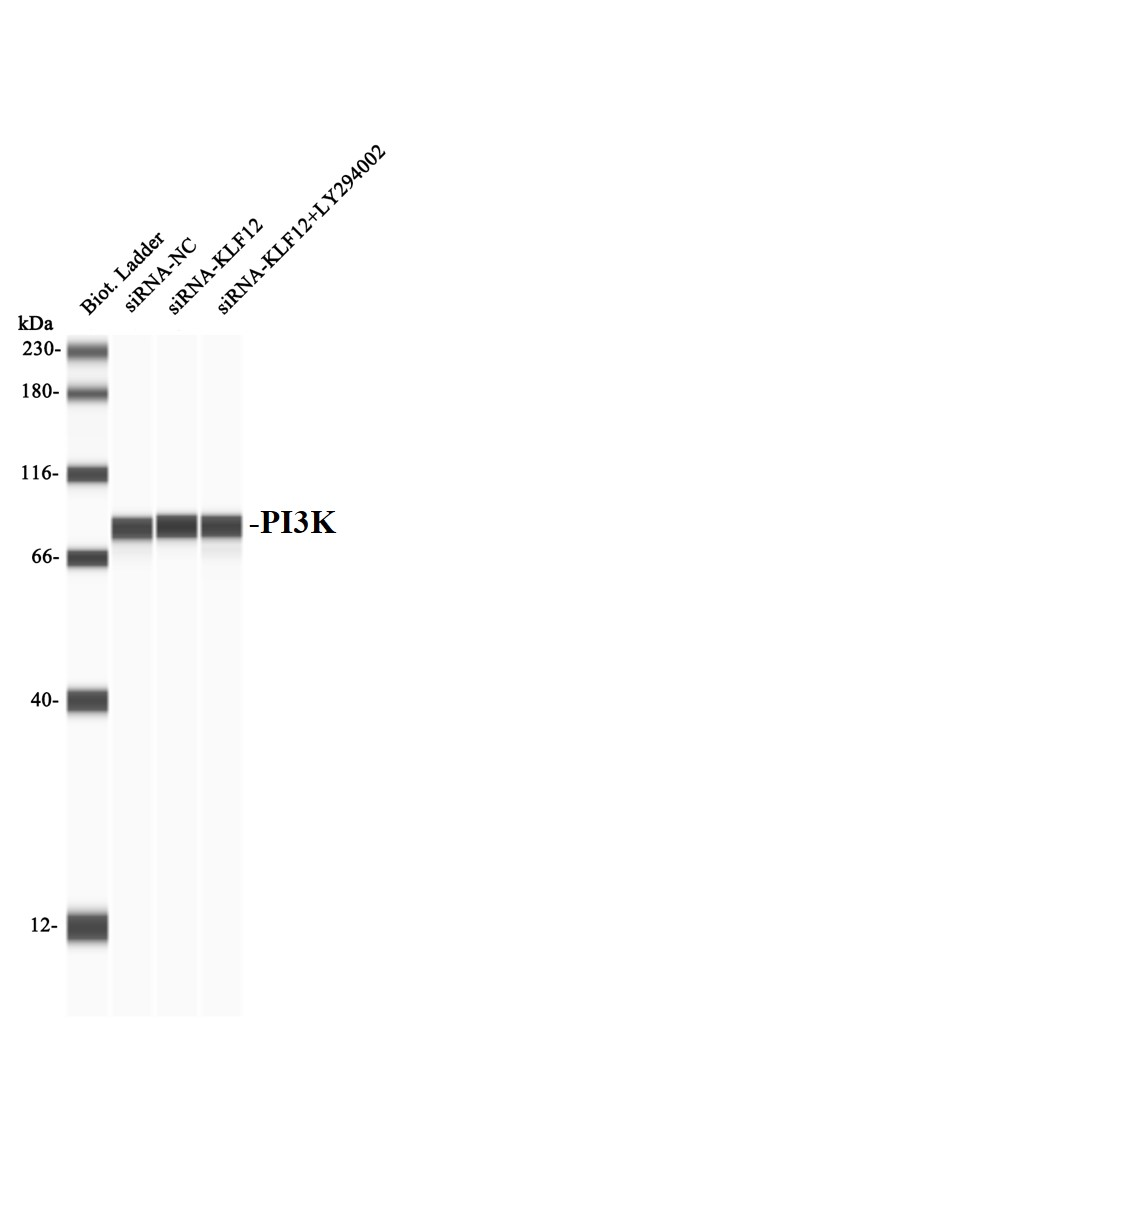 Biot. Ladder
siRNA-NC
siRNA-KLF12
siRNA-KLF12+LY294002
kDa
230-
180-
116-
-PI3K
66-
40-
12-